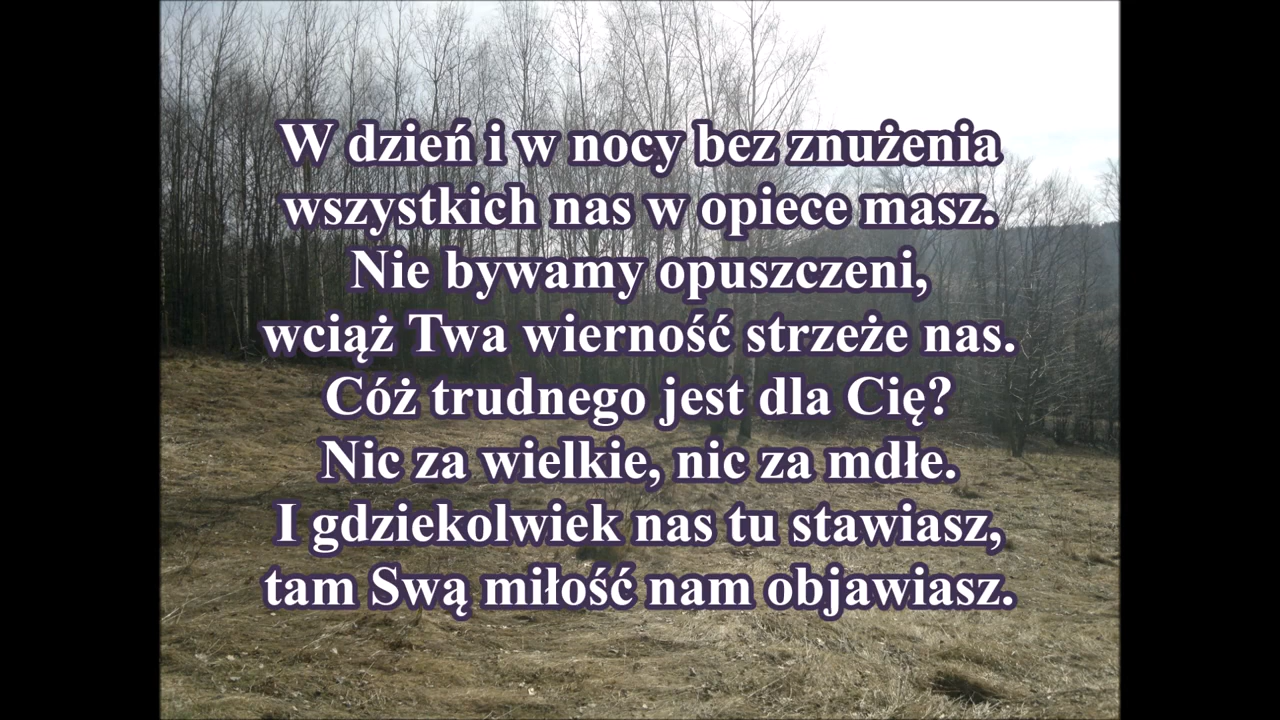 W dzień i w nocy bez znużenia
wszystkich nas w opiece masz.
Nie bywamy opuszczeni,
wciąż Twa wierność strzeże nas.
Cóż trudnego jest dla Cię?
Nic za wielkie, nic za mdłe.
I gdziekolwiek nas tu stawiasz,
tam Swą miłość nam objawiasz.